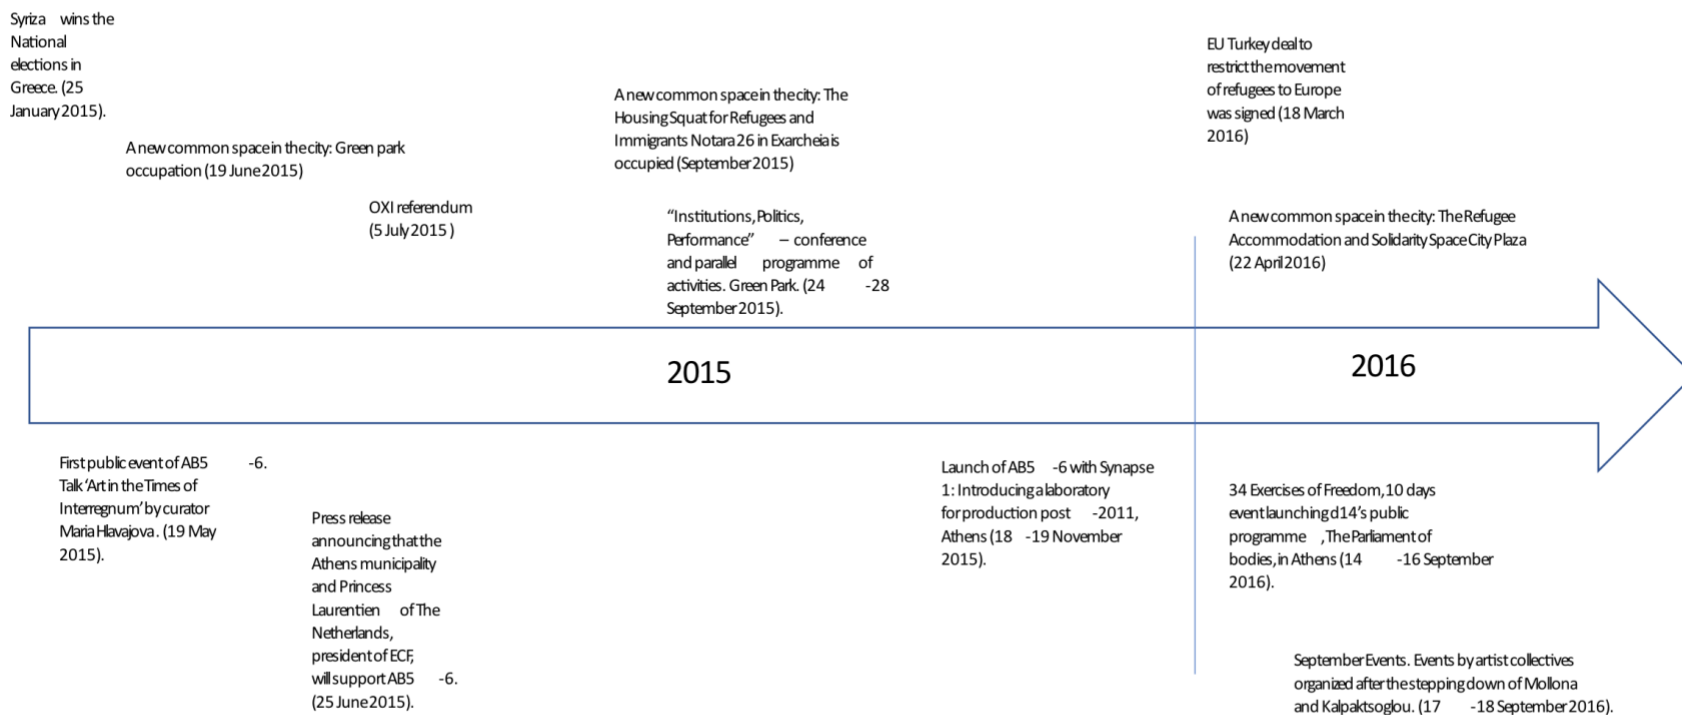 Syriza wins the
National
elections in
Greece. (25
January 2015).
A new common space in the city: Green park
occupation (19 June 2015)
OXI referendum
(5 July 2015 )
A new common space in the city: The
Housing Squat for Refugees and
Immigrants Notara 26 in Exarcheia is
occupied (September 2015)
“Institutions, Politics,
Performance” – conference
and parallel programme of
activities. Green Park. (24 -28
September 2015).
EU Turkey deal to
restrict the movement
of refugees to Europe
was signed (18 March
2016)
A new common space in the city: The Refugee
Accommodation and Solidarity Space City Plaza
(22 April 2016)
2015
2016
First public event of AB5 -6.
Talk ‘Art in the Times of
Interregnum’ by curator
Maria Hlavajova . (19 May
2015).
Press release
announcing that the
Athens municipality
and Princess
Laurentien of The
Netherlands,
president of ECF,
will support AB5 -6.
(25 June 2015).
Launch of AB5 -6 with Synapse
1: Introducing a laboratory
for production post -2011,
Athens (18 -19 November
2015).
34 Exercises of Freedom, 10 days
event launching d14’s public
programme , The Parliament of
bodies, in Athens (14 -16 September
2016).
September Events. Events by artist collectives
organized after the stepping down of Mollona
and Kalpaktsoglou. (17 -18 September 2016).